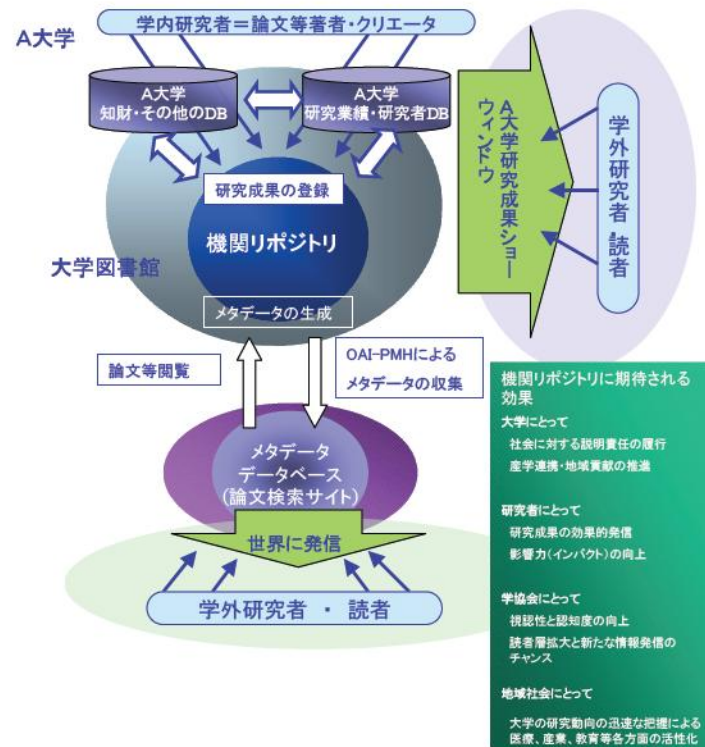 A大学
学内研究者＝論文等著者・クリエータ
A大学
知財・その他のDB
A大学
研究業績・研究者DB
研究成果の登録
機関リポジトリ
大学図書館
メタデータの生成
A大学研究成果ショー
ウィンドウ
学外研究者・読者
論文等閲覧
OAI-PMHによる
メタデータの収集
メタデータ
データベース
(論文検索サイト)
世界に発信
学外研究者 ・ 読者
機関リポジトリに期待される
効果
大学にとって
社会に対する説明責任の履行
産学連携・地域貢献の推進
研究者にとって
研究成果の効果的発信
影響力(インパクト)の向上
学協会にとって
視認性と認知度の向上
読者層拡大と新たな情報発信の
チャンス
地域社会にとって
大学の研究動向の迅速な把握による
医療、産業、教育等各方面の活性化